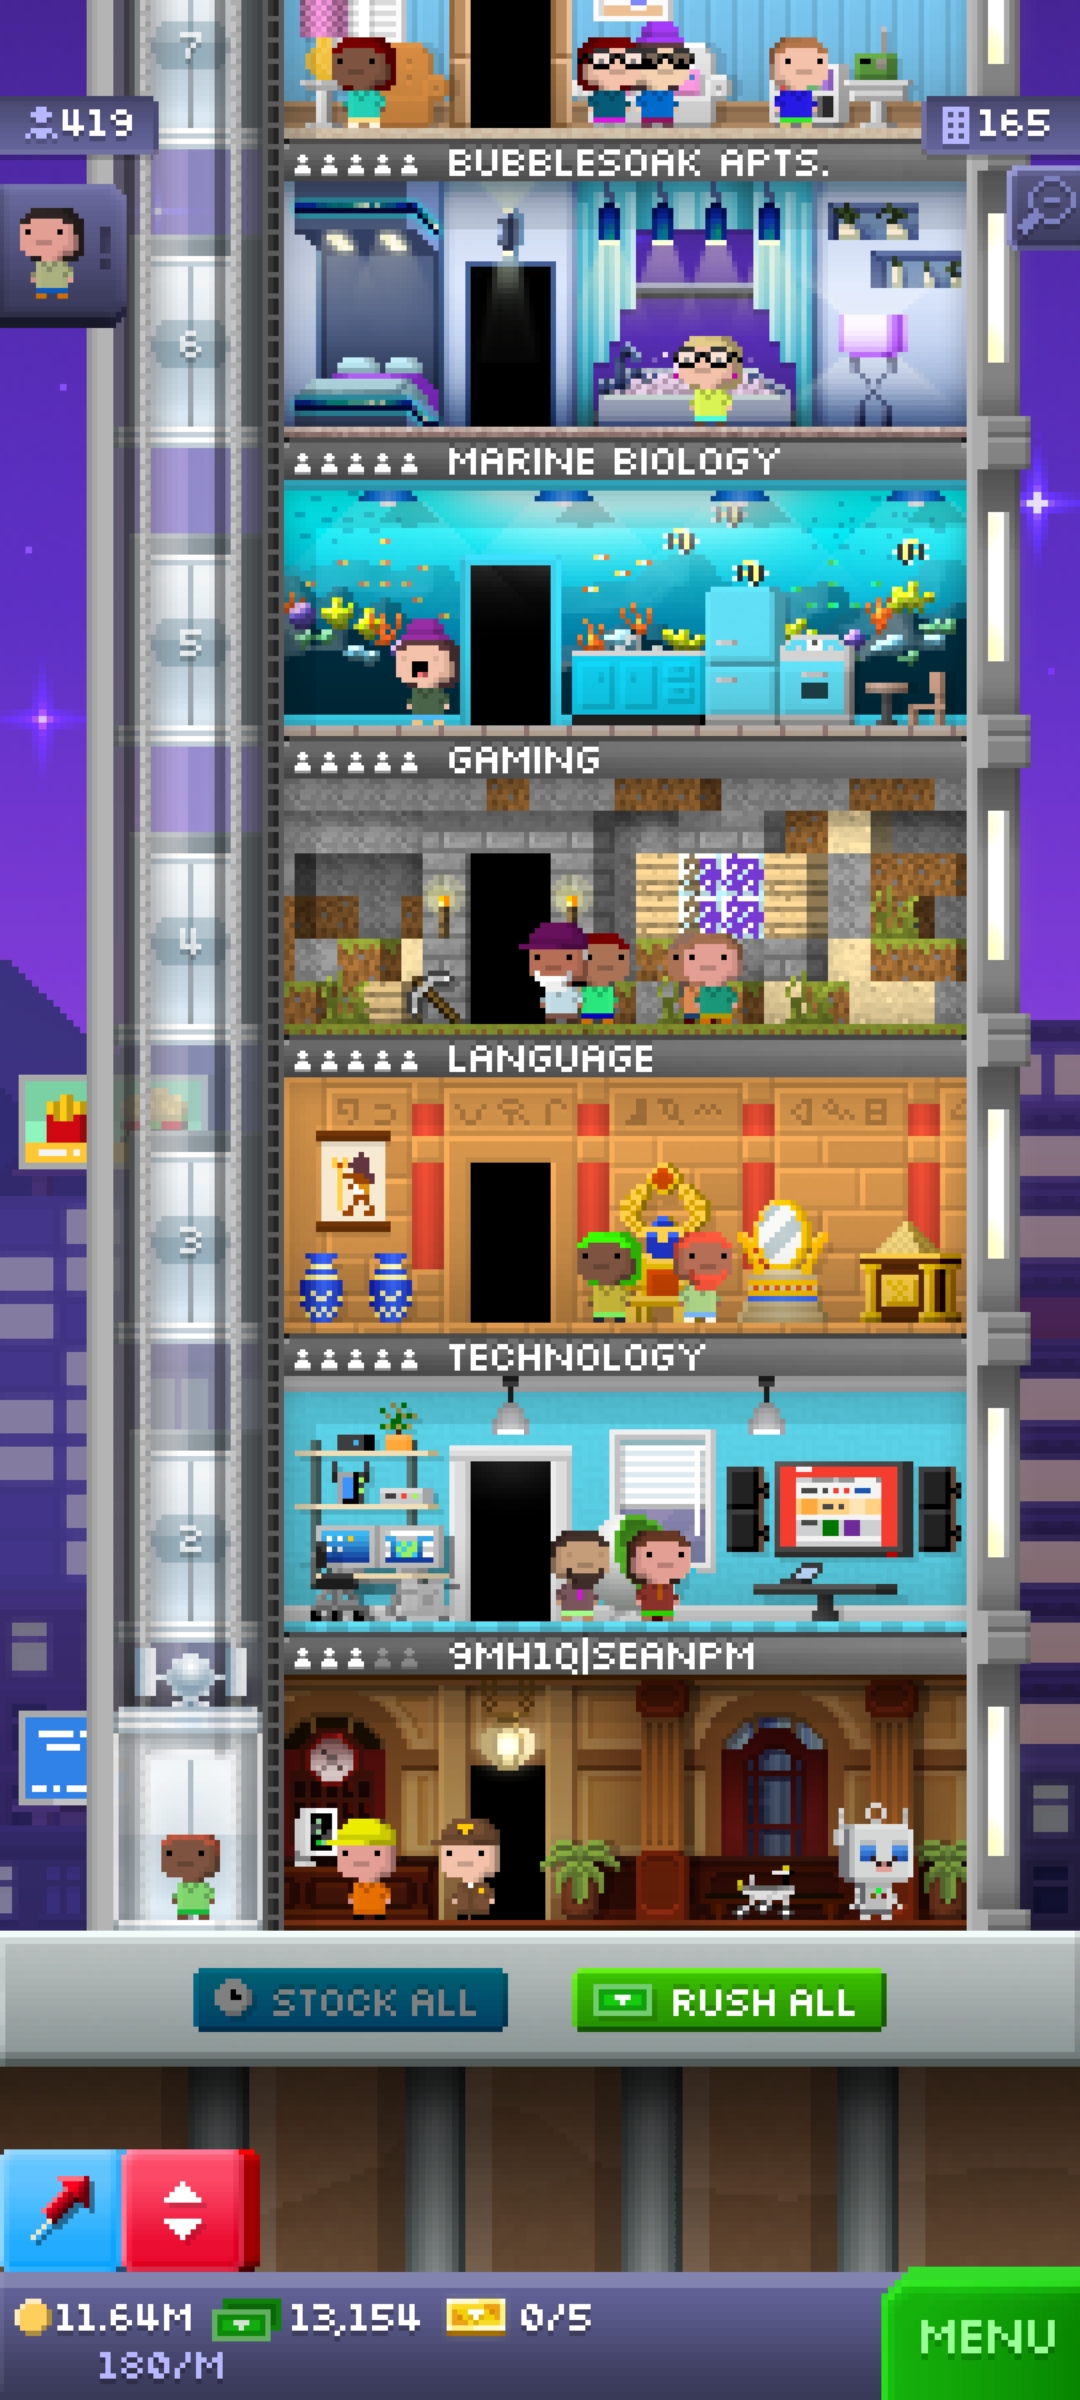 7
419
165
BUBBLESOAK APTS.
6
MARINE BIOLOGY
5
GAMING
4
LANGUAGE
3
TECHNOLOGY
2
9MH1Q|SEANPM
STOCK ALL
RUSH ALL
11.64M
13,154
0/5
180/M
MENU